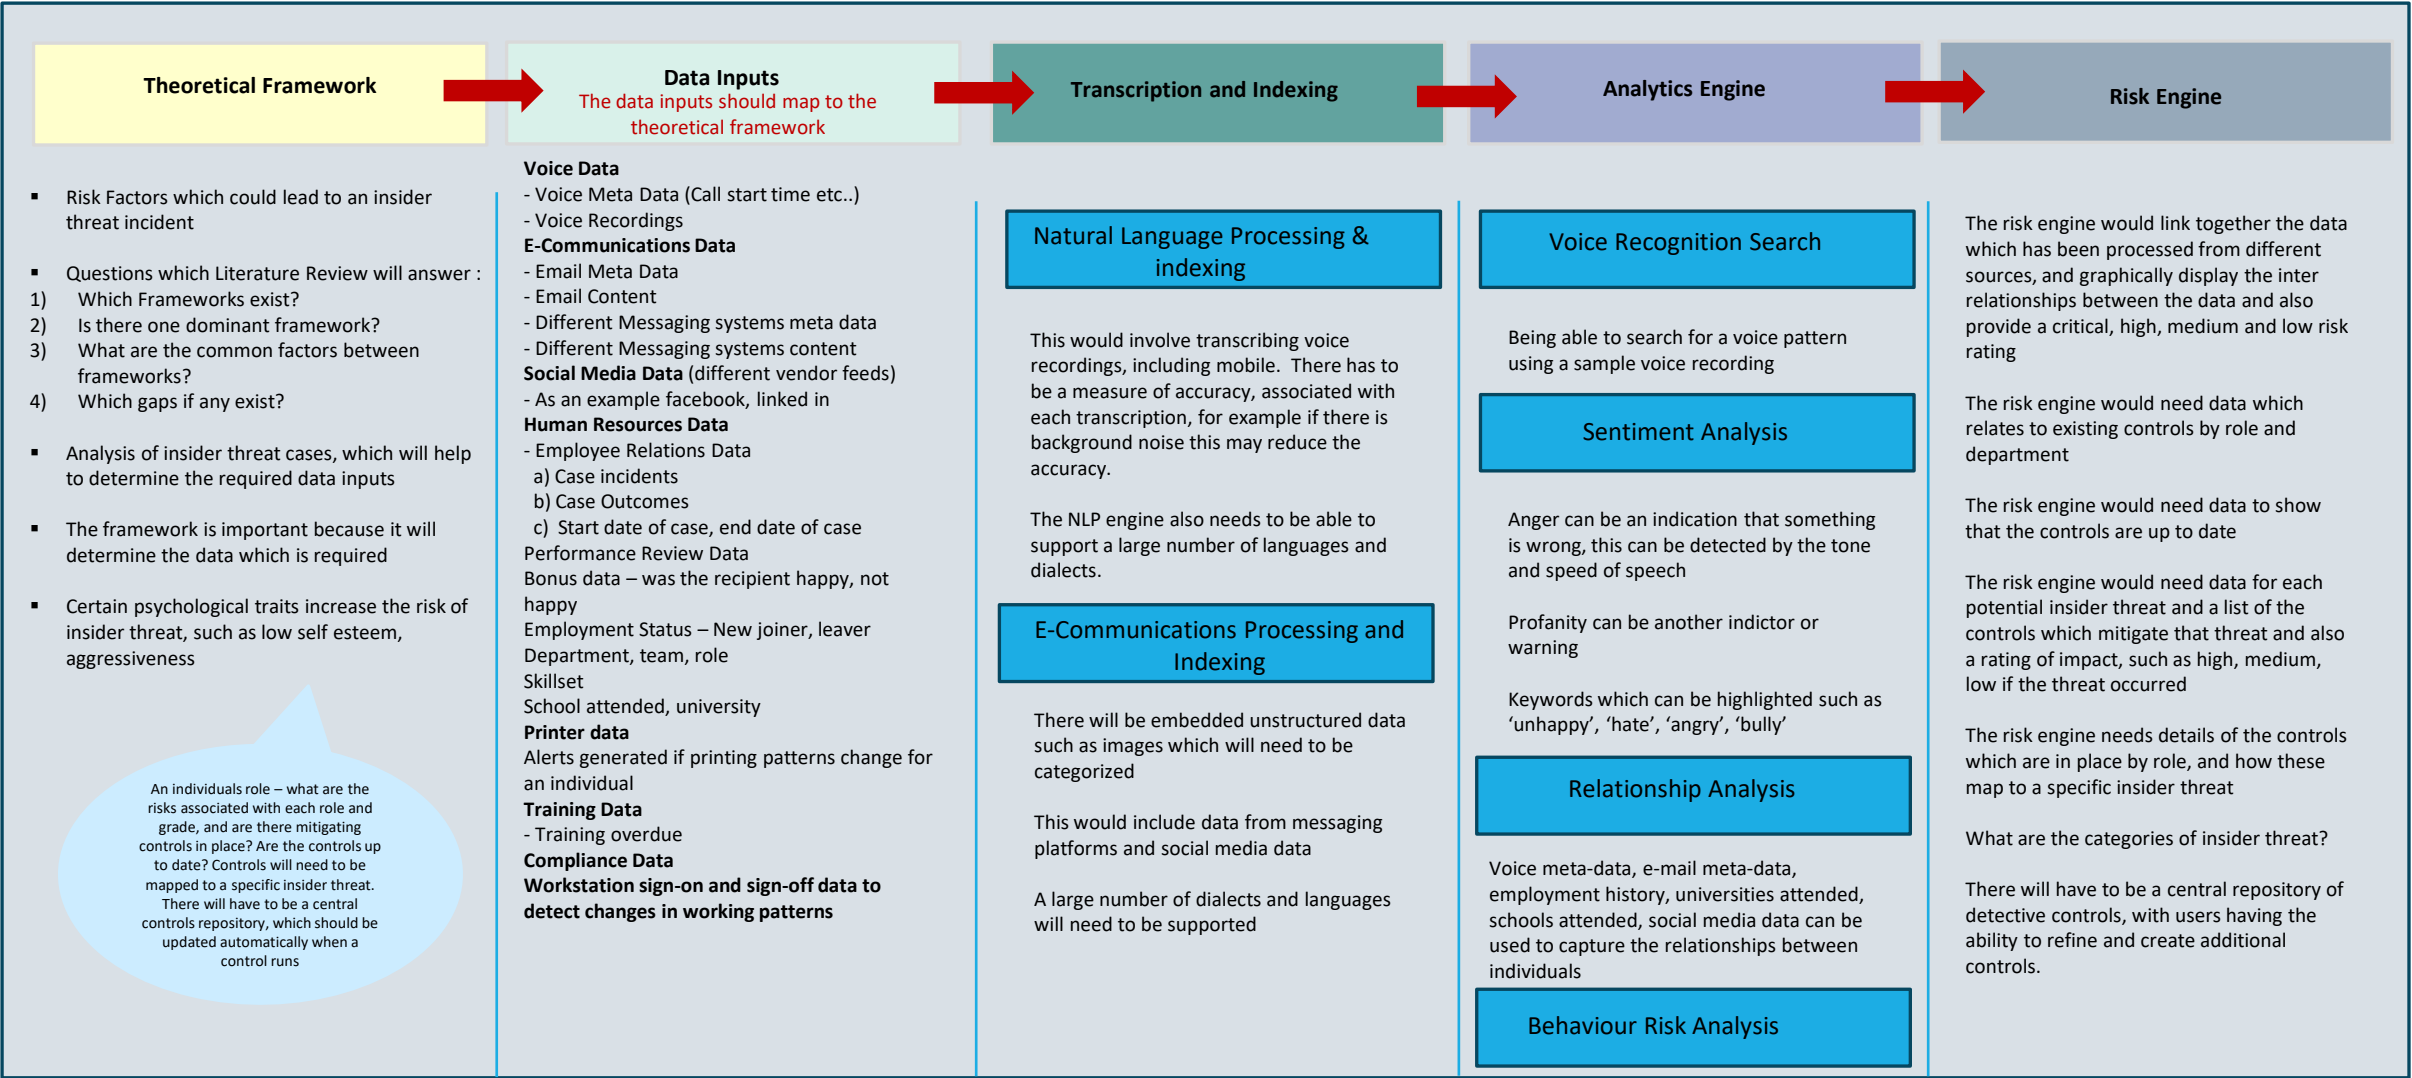 Theoretical Framework
▪ Risk Factors which could lead to an insider
threat incident
▪ Questions which Literature Review will answer :
1) Which Frameworks exist?
2) Is there one dominant framework?
3) What are the common factors between
frameworks?
4) Which gaps if any exist?
▪ Analysis of insider threat cases, which will help
to determine the required data inputs
▪ The framework is important because it will
determine the data which is required
▪ Certain psychological traits increase the risk of
insider threat, such as low self esteem,
aggressiveness
An individuals role – what are the
risks associated with each role and
grade, and are there mitigating
controls in place? Are the controls up
to date? Controls will need to be
mapped to a specific insider threat.
There will have to be a central
controls repository, which should be
updated automatically when a
control runs
Data Inputs
The data inputs should map to the
theoretical framework
Voice Data
- Voice Meta Data (Call start time etc..)
- Voice Recordings
E-Communications Data
- Email Meta Data
- Email Content
- Different Messaging systems meta data
- Different Messaging systems content
Social Media Data (different vendor feeds)
- As an example facebook, linked in
Human Resources Data
- Employee Relations Data
a) Case incidents
b) Case Outcomes
c) Start date of case, end date of case
Performance Review Data
Bonus data – was the recipient happy, not
happy
Employment Status – New joiner, leaver
Department, team, role
Skillset
School attended, university
Printer data
Alerts generated if printing patterns change for
an individual
Training Data
- Training overdue
Compliance Data
Workstation sign-on and sign-off data to
detect changes in working patterns
Transcription and Indexing
Natural Language Processing &
indexing
This would involve transcribing voice
recordings, including mobile. There has to
be a measure of accuracy, associated with
each transcription, for example if there is
background noise this may reduce the
accuracy.
The NLP engine also needs to be able to
support a large number of languages and
dialects.
E-Communications Processing and
Indexing
There will be embedded unstructured data
such as images which will need to be
categorized
This would include data from messaging
platforms and social media data
A large number of dialects and languages
will need to be supported
Analytics Engine
Voice Recognition Search
Being able to search for a voice pattern
using a sample voice recording
Sentiment Analysis
Anger can be an indication that something
is wrong, this can be detected by the tone
and speed of speech
Profanity can be another indictor or
warning
Keywords which can be highlighted such as
‘unhappy’, ‘hate’, ‘angry’, ‘bully’
Relationship Analysis
Voice meta-data, e-mail meta-data,
employment history, universities attended,
schools attended, social media data can be
used to capture the relationships between
individuals
Behaviour Risk Analysis
Risk Engine
The risk engine would link together the data
which has been processed from different
sources, and graphically display the inter
relationships between the data and also
provide a critical, high, medium and low risk
rating
The risk engine would need data which
relates to existing controls by role and
department
The risk engine would need data to show
that the controls are up to date
The risk engine would need data for each
potential insider threat and a list of the
controls which mitigate that threat and also
a rating of impact, such as high, medium,
low if the threat occurred
The risk engine needs details of the controls
which are in place by role, and how these
map to a specific insider threat
What are the categories of insider threat?
There will have to be a central repository of
detective controls, with users having the
ability to refine and create additional
controls.